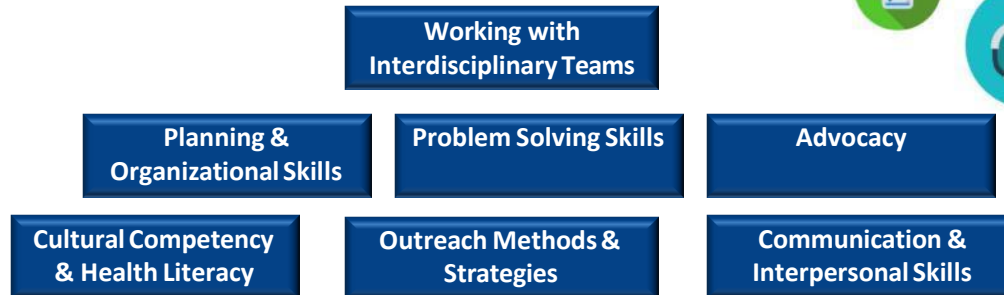 Working with
Interdisciplinary Teams
Planning &
Organizational Skills
Problem Solving Skills
Advocacy
Cultural Competency
& Health Literacy
Outreach Methods &
Strategies
Communication &
Interpersonal Skills